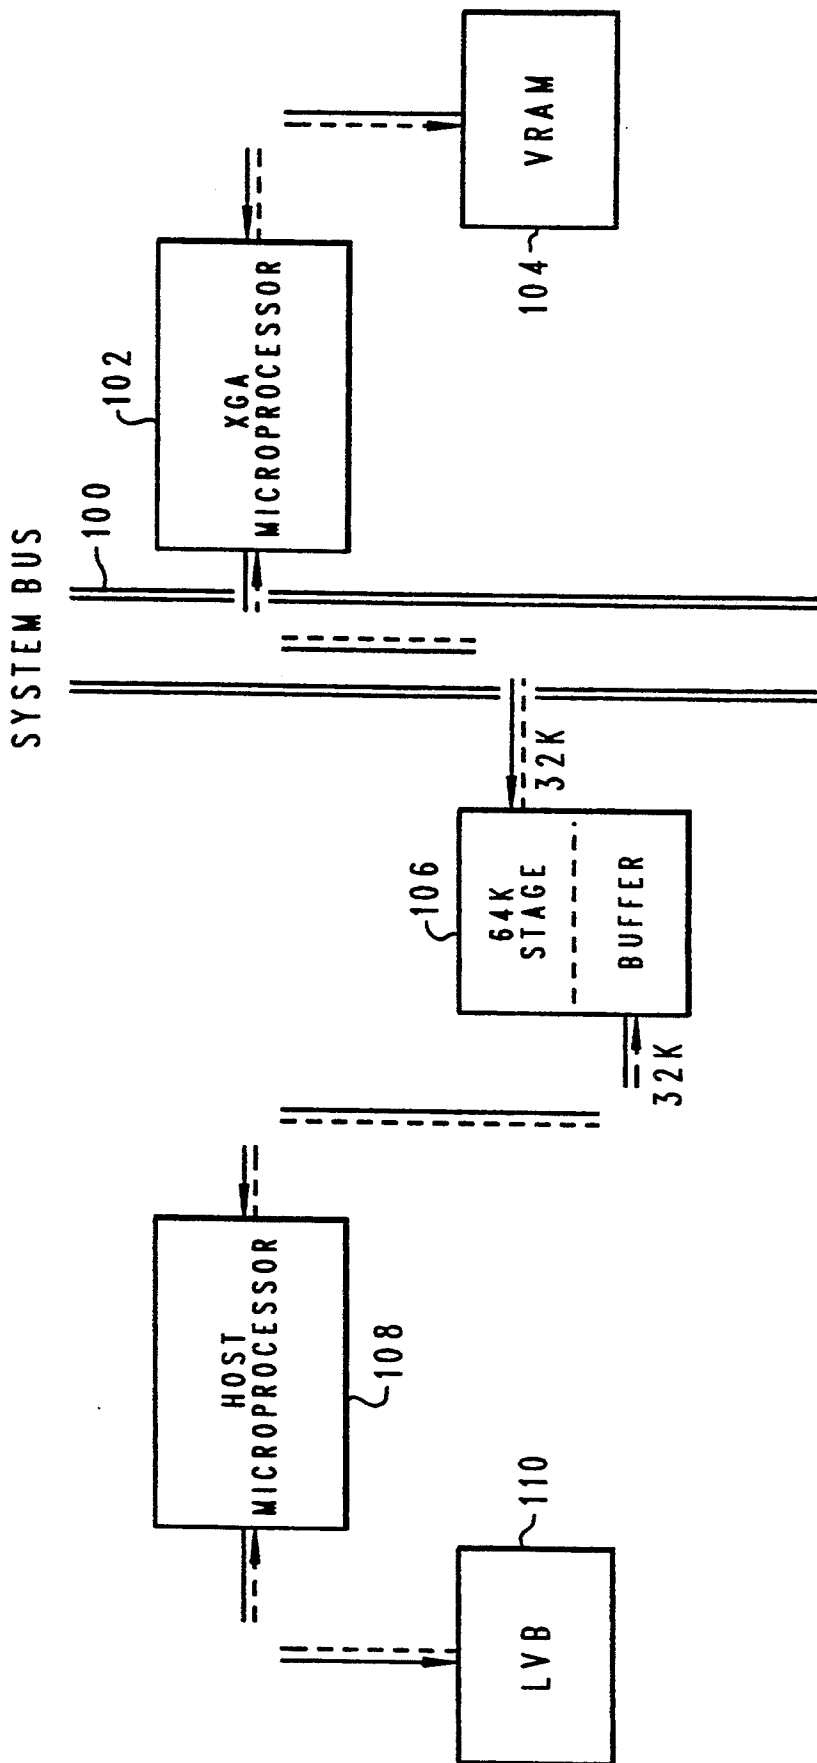 SYSTEM BUS
100
LVB
110
HOST
MICROPROCESSOR
108
32K
64K
STAGE
BUFFER
106
32K
XGA
MICROPROCESSOR
102
VRAM
104